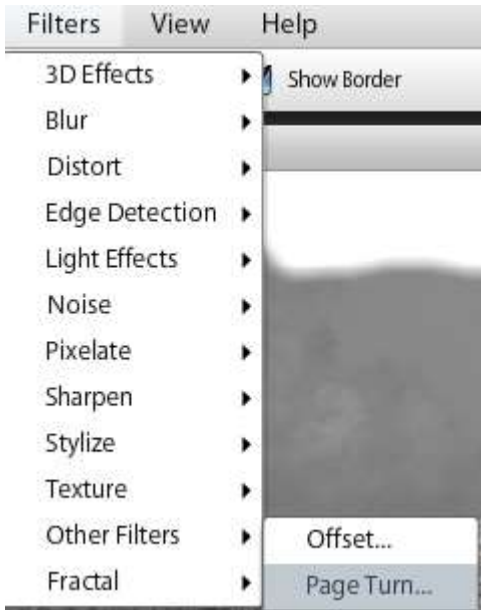 Filters View Help
3D Effects
Show Border
Blur
Distort
Edge Detection
Light Effects
Noise
Pixelate
Sharpen
Stylize
Texture
Other Filters
Offset...
Fractal
Page Turn...